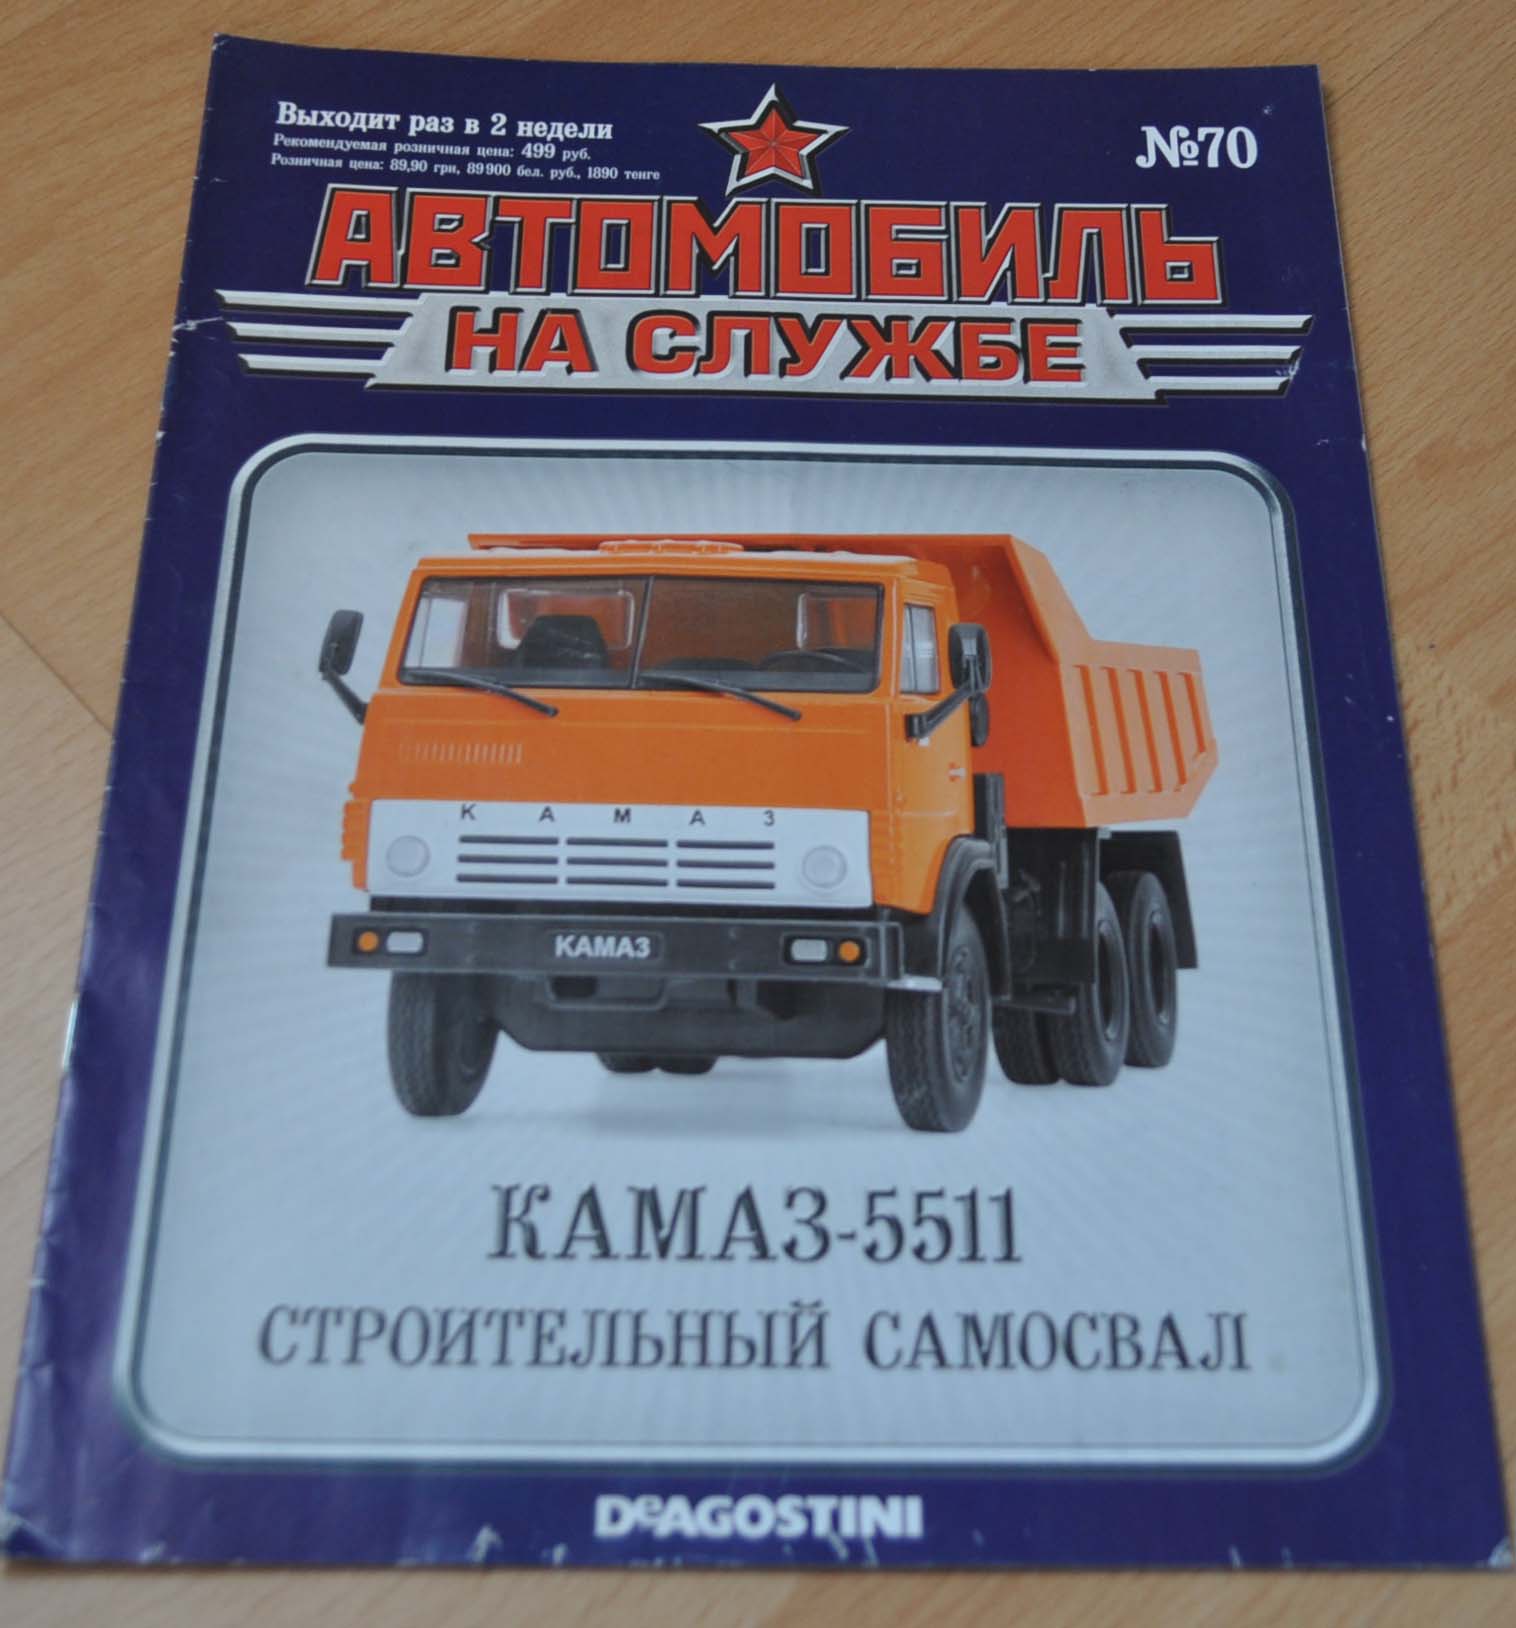 Выходит раз в 2 недели
Рекомендуемая розничная цена: 499 руб.
Розничная цена: 89,90 грн, 89900 бел. руб., 1890 тенге
№70
АВТОМОБИЛЬ
НА СЛУЖБЕ
КАМАЗ
КАМАЗ
КАМАЗ-5511
СТРОИТЕЛЬНЫЙ САМОСВАЛ
DeAGOSTINI